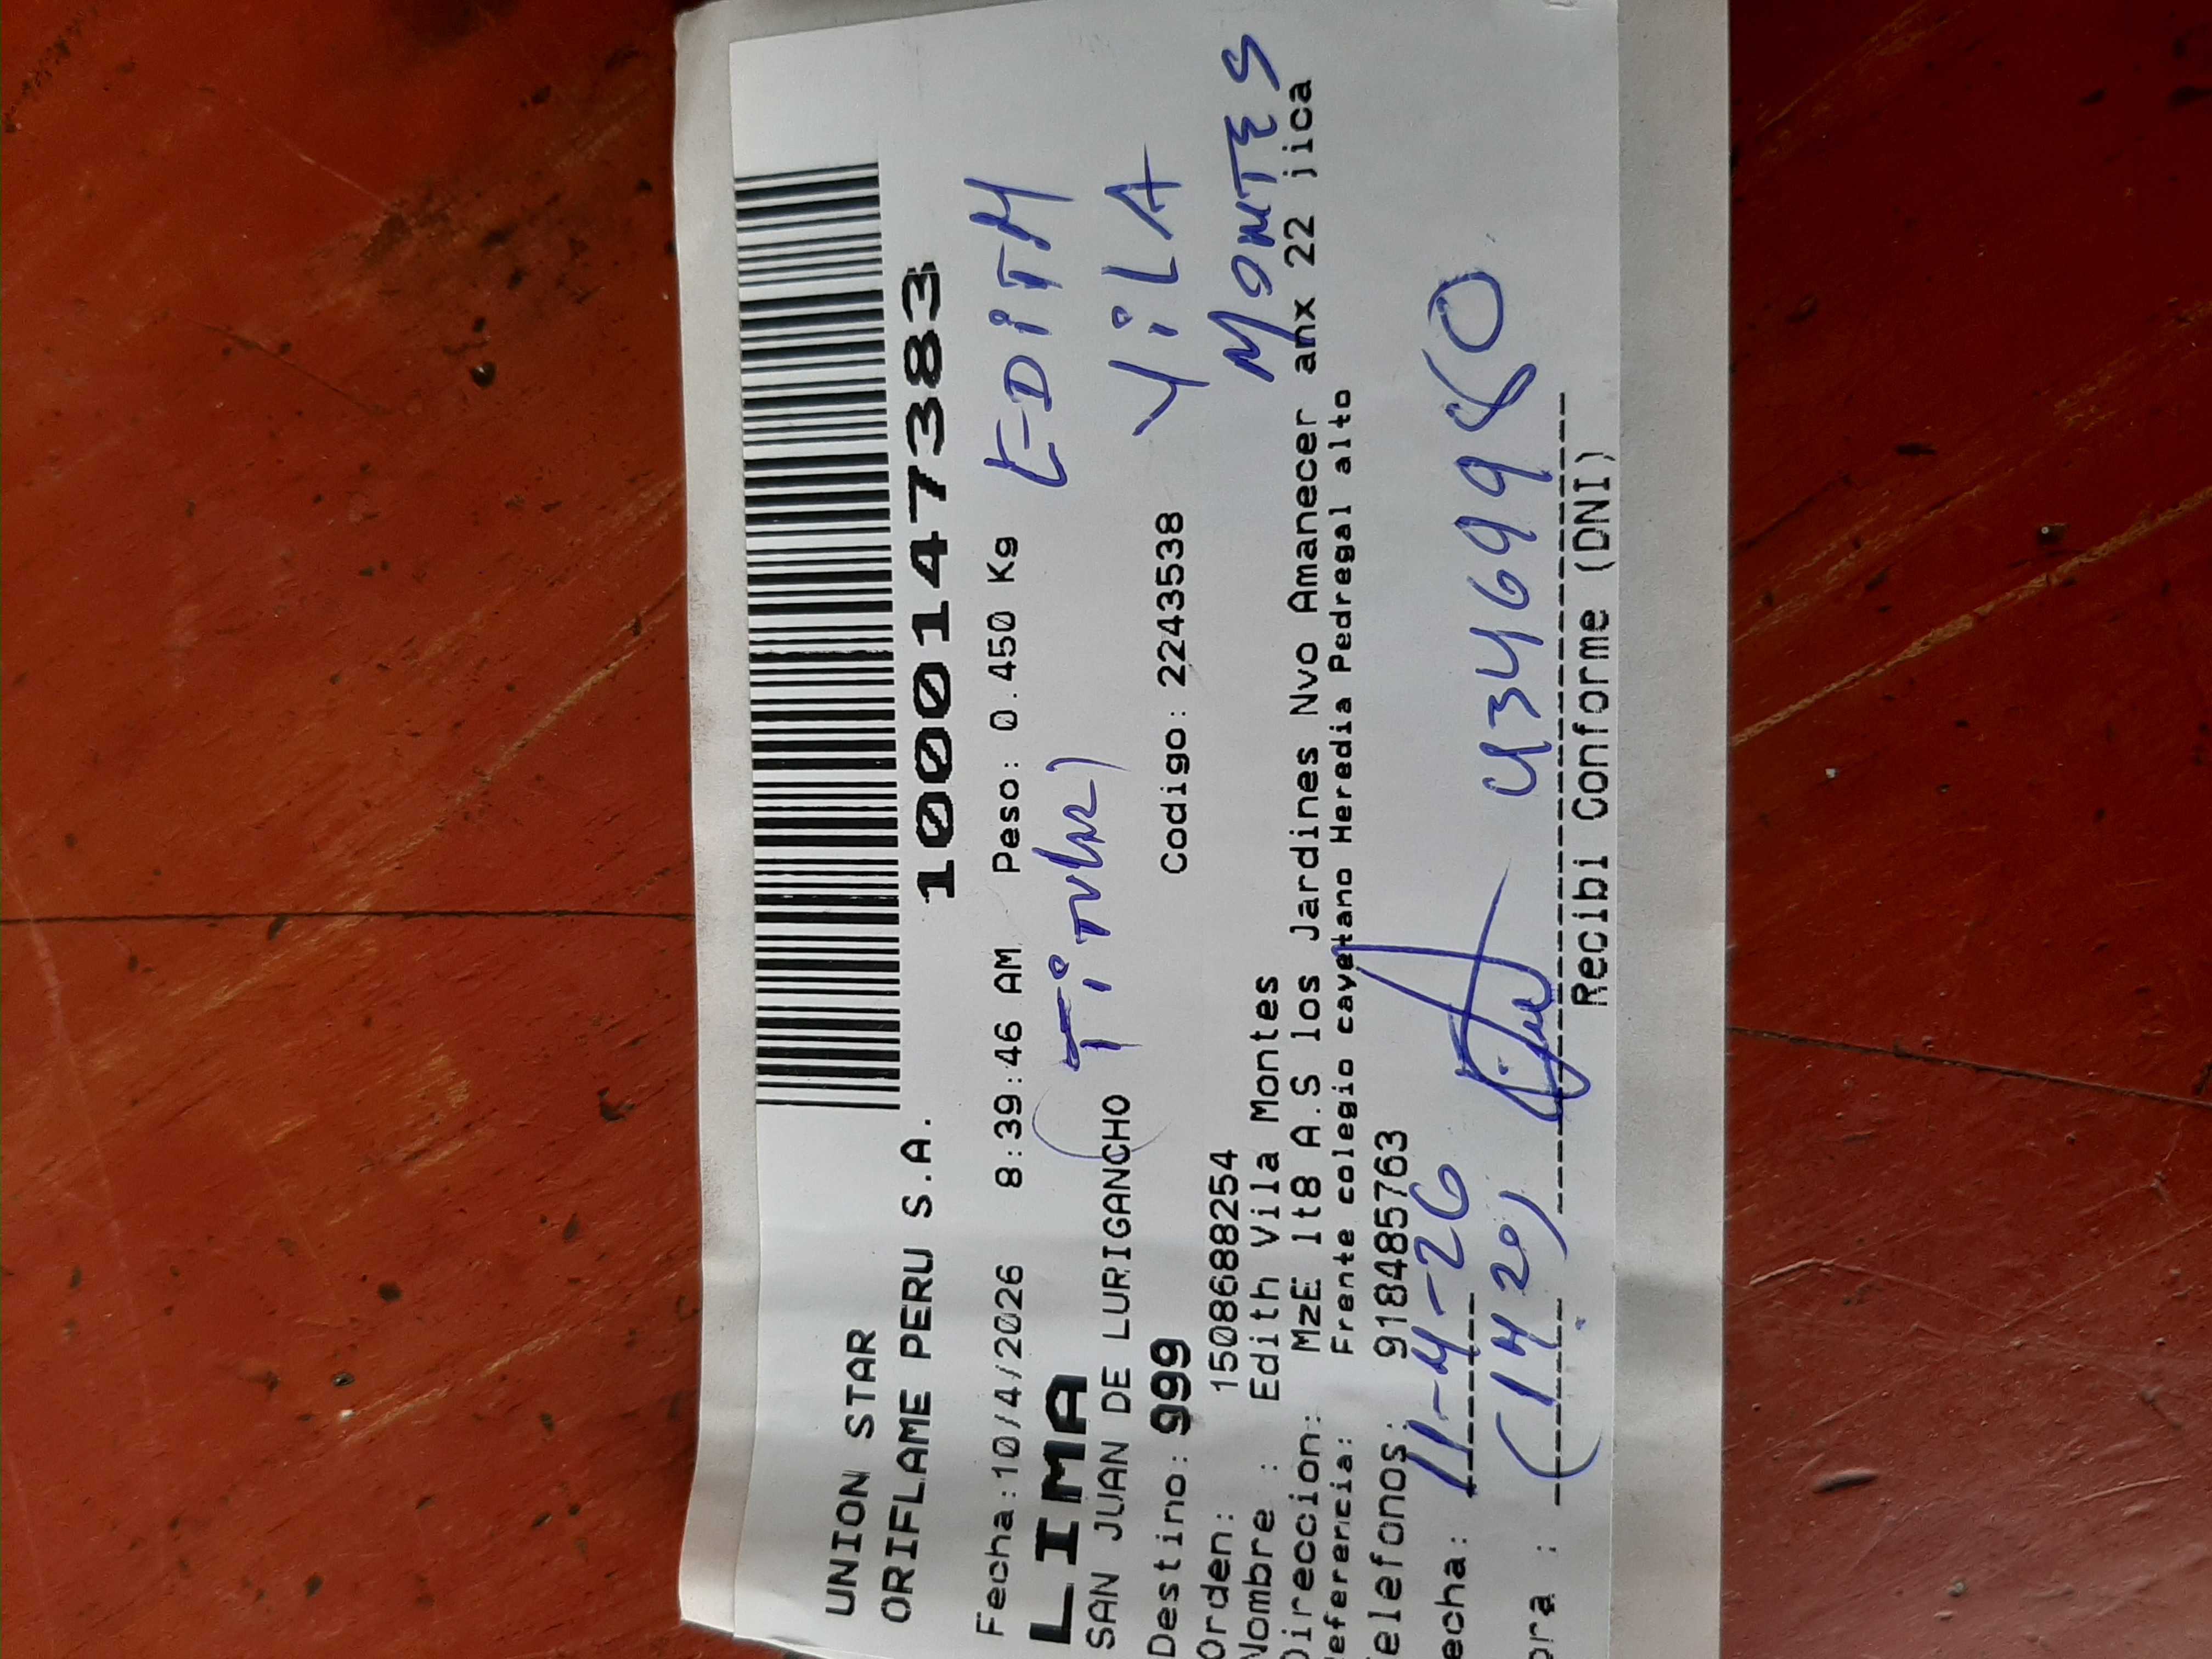 UNION STAR
ORIFLAME PERU S.A.
1000147383
Fecha:10/4/2026 8:39:46 AM Peso: 0.450 Kg
EDiTH
LIMA
(TiTULAR)
SAN JUAN DE LURIGANCHO
ViLA
Destino: 999 Codigo: 2243538
MONTES
Orden: 15086888254
Nombre : Edith Vila Montes
Direccion: MzE lt8 A.S los Jardines Nvo Amanecer anx 22 jica
Referencia: Frente colegio cayetano Heredia Pedregal alto
Telefonos: 918485763
echa: 11-4-26
ora : (14 20)
Recibi Conforme (DNI)